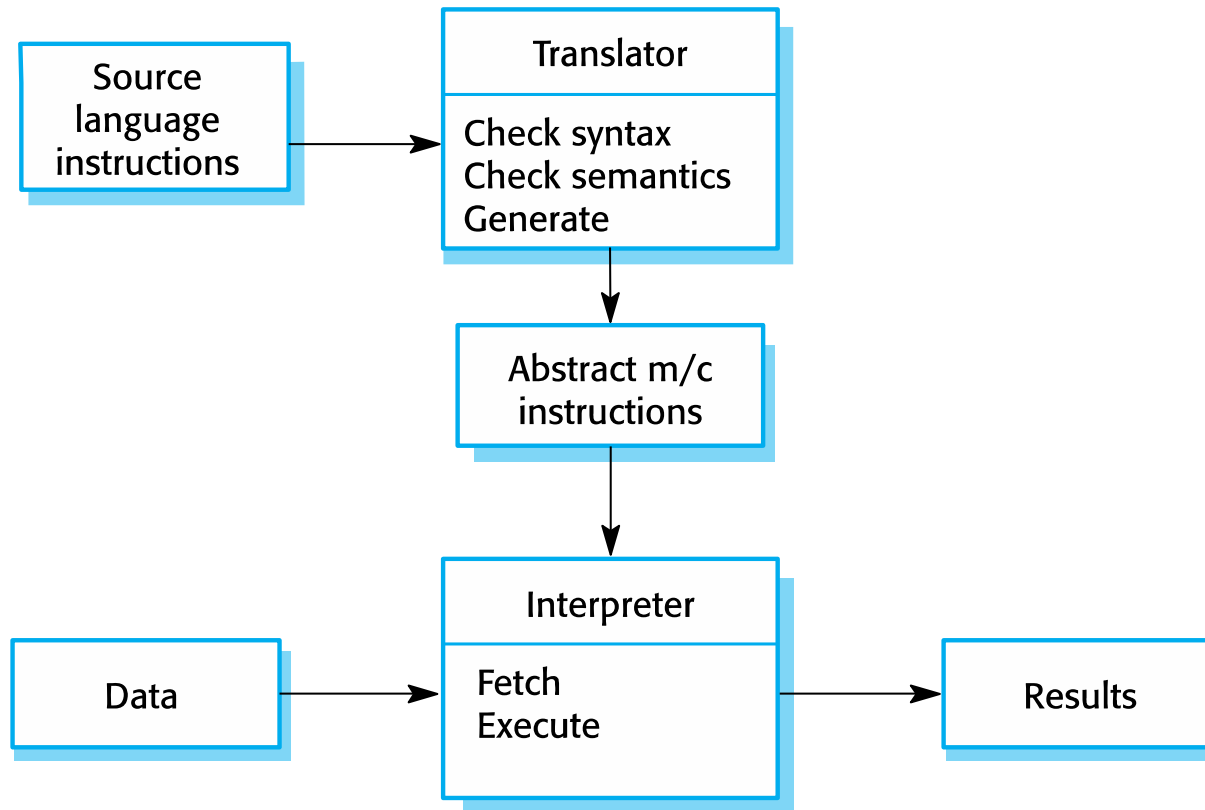 Source
language
instructions
Translator
Check syntax
Check semantics
Generate
Abstract m/c
instructions
Interpreter
Fetch
Execute
Data
Results